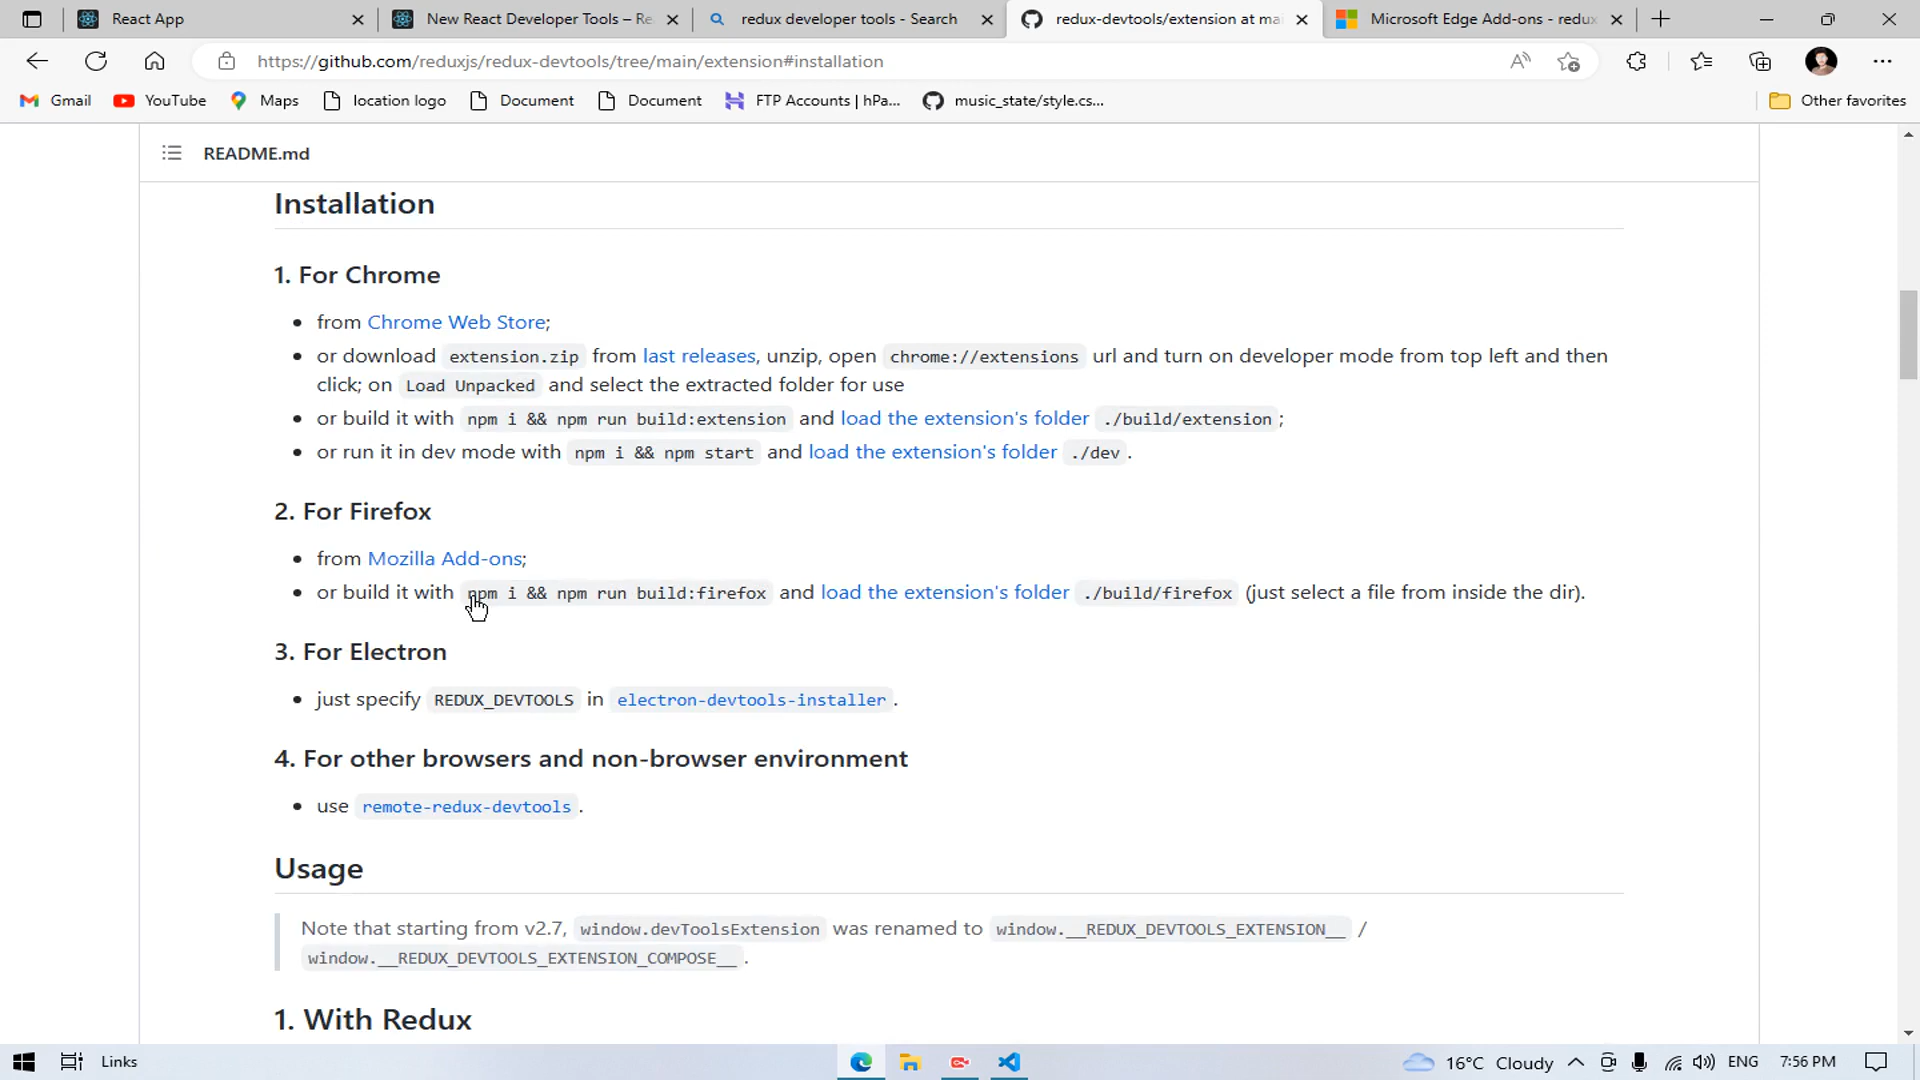 React App
New React Developer Tools – Re
redux developer tools - Search
redux-devtools/extension at mai
Microsoft Edge Add-ons - redux
https://github.com/reduxjs/redux-devtools/tree/main/extension#installation
Gmail
YouTube
Maps
location logo
Document
Document
FTP Accounts | hPa...
music_state/style.cs...
Other favorites
README.md
Installation
1. For Chrome
• from Chrome Web Store;
• or download extension.zip from last releases, unzip, open chrome://extensions url and turn on developer mode from top left and then
click; on Load Unpacked and select the extracted folder for use
• or build it with npm i && npm run build:extension and load the extension's folder ./build/extension ;
• or run it in dev mode with npm i && npm start and load the extension's folder ./dev .
2. For Firefox
• from Mozilla Add-ons;
• or build it with npm i && npm run build:firefox and load the extension's folder ./build/firefox (just select a file from inside the dir).
3. For Electron
• just specify REDUX_DEVTOOLS in electron-devtools-installer .
4. For other browsers and non-browser environment
• use remote-redux-devtools .
Usage
Note that starting from v2.7, window.devToolsExtension was renamed to window.__REDUX_DEVTOOLS_EXTENSION__ /
window.__REDUX_DEVTOOLS_EXTENSION_COMPOSE__ .
1. With Redux
Links
16°C Cloudy
ENG
7:56 PM